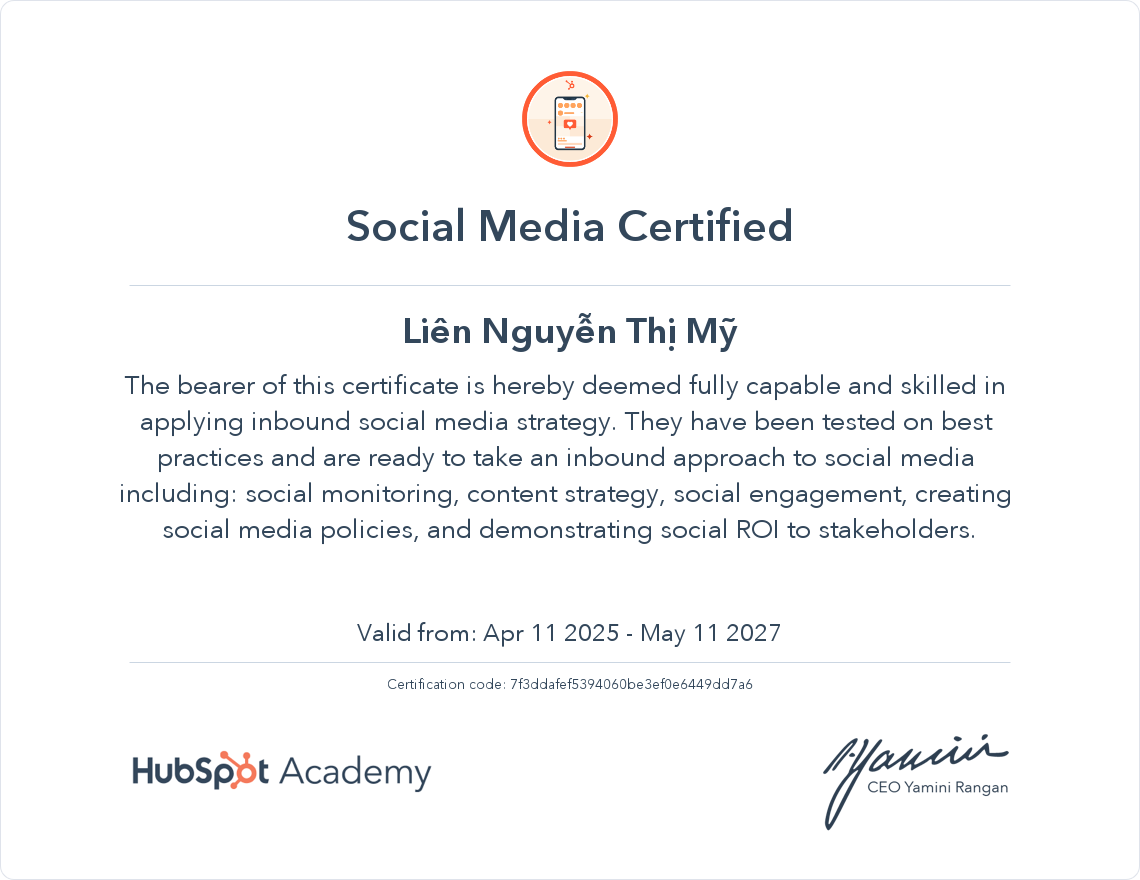 Social Media Certified
Liên Nguyễn Thị Mỹ
The bearer of this certificate is hereby deemed fully capable and skilled in
applying inbound social media strategy. They have been tested on best
practices and are ready to take an inbound approach to social media
including: social monitoring, content strategy, social engagement, creating
social media policies, and demonstrating social ROI to stakeholders.
Valid from: Apr 11 2025 - May 11 2027
Certification code: 7f3ddafef5394060be3ef0e6449dd7a6
HubSpot Academy
Yamini
CEO Yamini Rangan